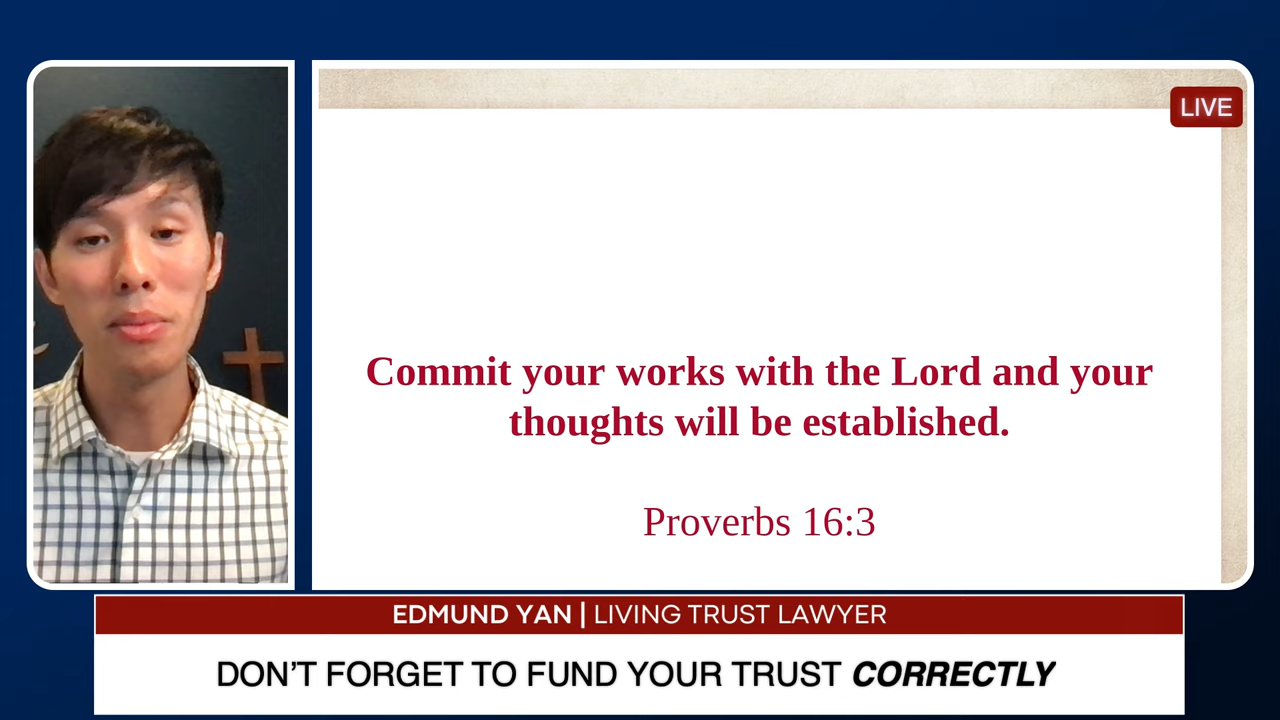 LIVE
Commit your works with the Lord and your
thoughts will be established.
Proverbs 16:3
EDMUND YAN | LIVING TRUST LAWYER
DON’T FORGET TO FUND YOUR TRUST CORRECTLY